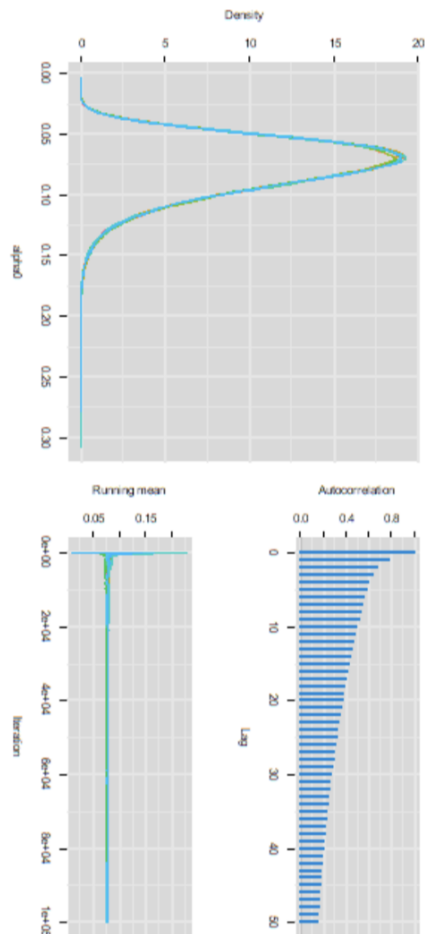 Density
0
5
10
15
20
0.00
0.05
0.10
0.15
0.20
0.25
0.30
alpha0
Running mean
0.05
0.15
0e+00
2e+04
4e+04
6e+04
8e+04
1e+05
Iteration
Autocorrelation
0.0
0.4
0.8
0
10
20
30
40
50
Lag